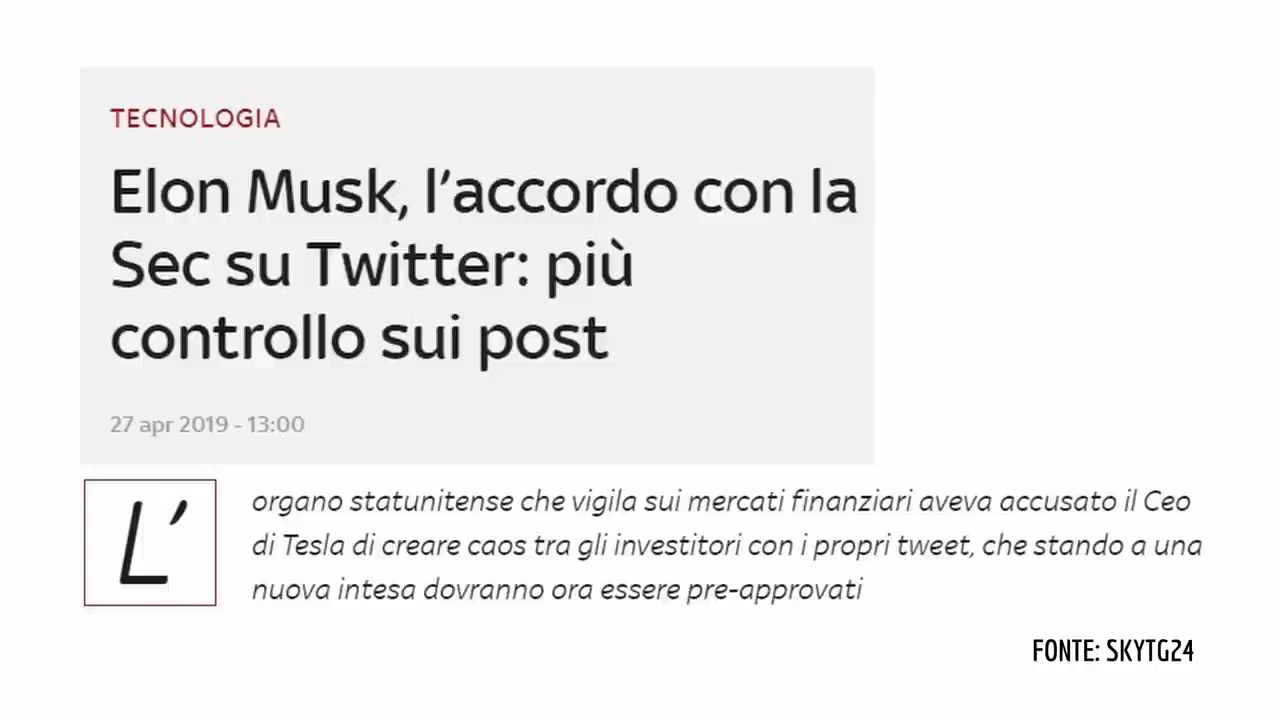 TECNOLOGIA
Elon Musk, l’accordo con la
Sec su Twitter: più
controllo sui post
27 apr 2019 - 13:00
L’organo statunitense che vigila sui mercati finanziari aveva accusato il Ceo
di Tesla di creare caos tra gli investitori con i propri tweet, che stando a una
nuova intesa dovranno ora essere pre-approvati
FONTE: SKYTG24